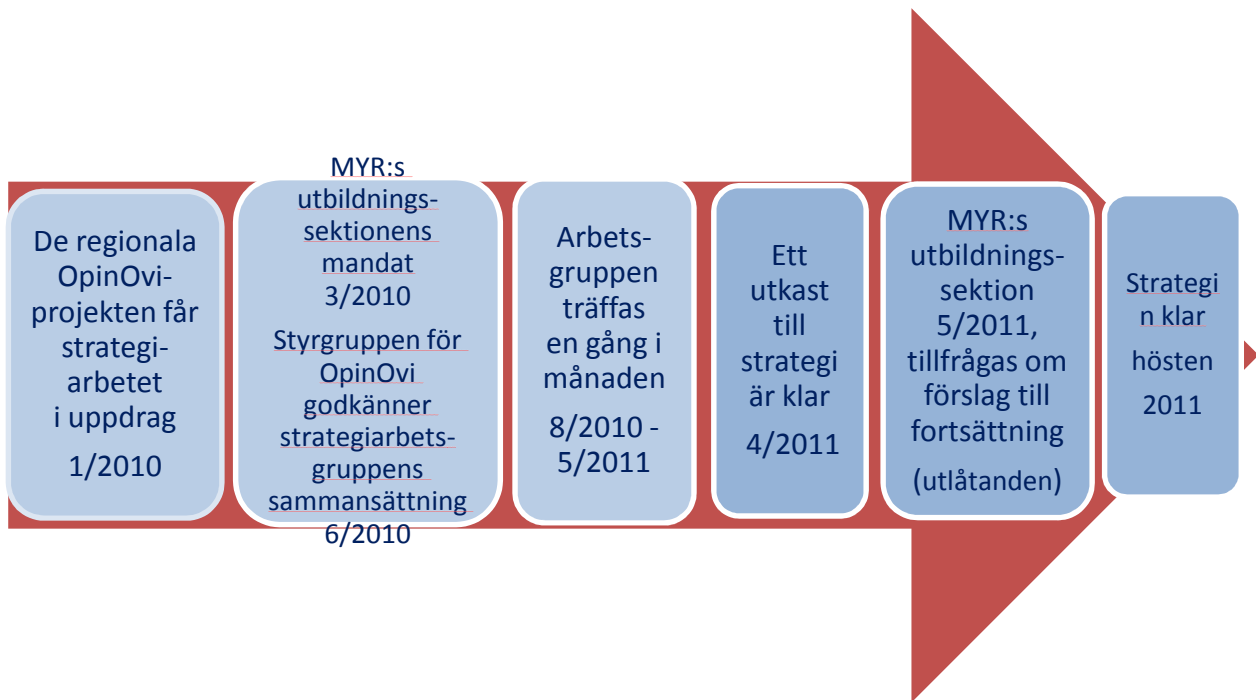 De regionala
OpinOvi-
projekten får
strategi-
arbetet
i uppdrag
1/2010
MYR:s
utbildnings-
sektionens
mandat
3/2010
Styrgruppen för
OpinOvi
godkänner
strategiarbets-
gruppens
sammansättning
6/2010
Arbets-
gruppen
träffas
en gång i
månaden
8/2010 -
5/2011
Ett
utkast
till
strategi
är klar
4/2011
MYR:s
utbildnings-
sektion
5/2011,
tillfrågas om
förslag till
fortsättning
(utlåtanden)
Strategi
n klar
hösten
2011